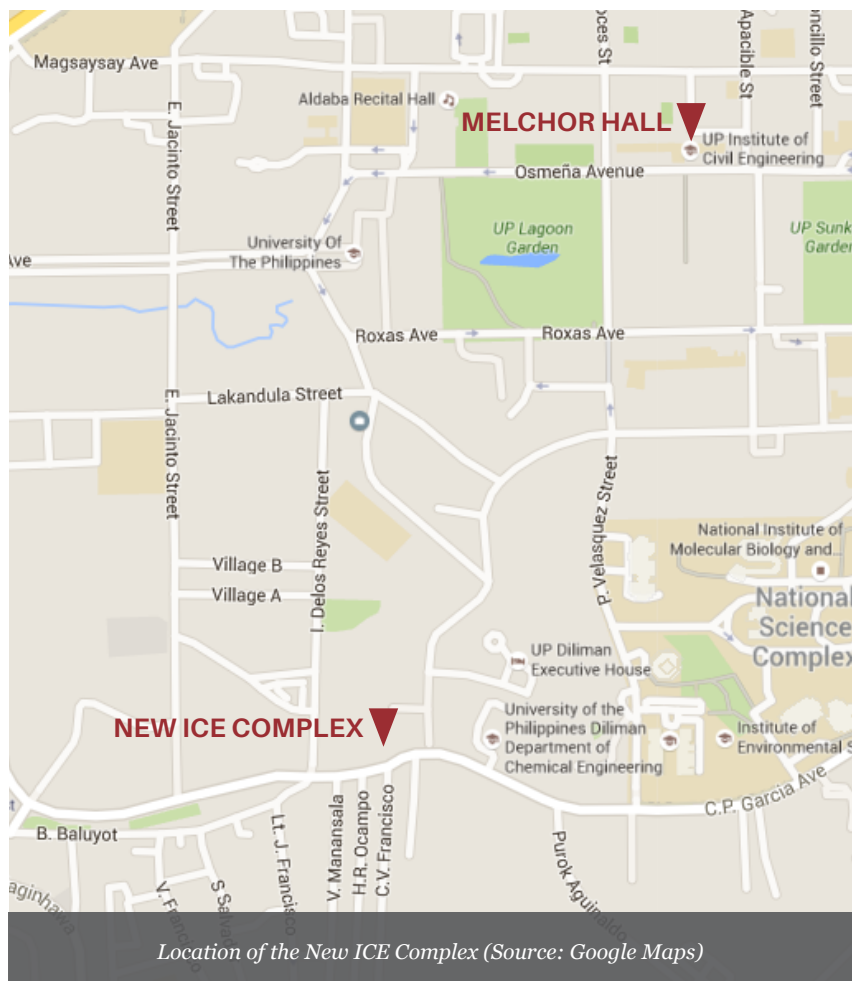 Magsaysay Ave
E. Jacinto Street
Aldaba Recital Hall
MELCHOR HALL
UP Institute of
Civil Engineering
Apacible St
Osmeña Avenue
UP Lagoon
Garden
University Of
The Philippines
Roxas Ave
Roxas Ave
Lakandula Street
E. Jacinto Street
I. Delos Reyes Street
Village B
Village A
P. Velasquez Street
National Institute of
Molecular Biology and...
National
Science
Complex
UP Diliman
Executive House
NEW ICE COMPLEX
University of the
Philippines Diliman
Department of
Chemical Engineering
Institute of
Environmental S
C.P. Garcia Ave
B. Baluyot
V. Francisco
S Salvad
Lt. J. Francisco
V. Manansala
H.R. Ocampo
C.V. Francisco
Purok Aguinaldo
Location of the New ICE Complex (Source: Google Maps)